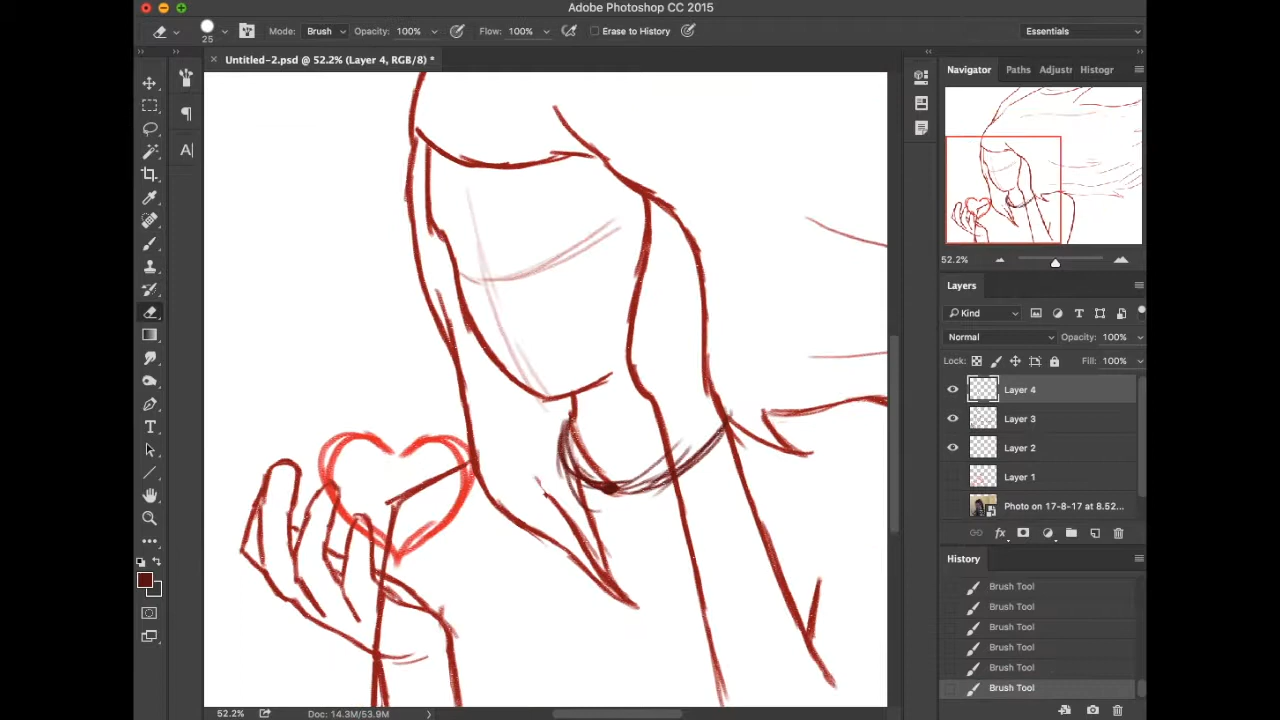 Adobe Photoshop CC 2015
25
Mode: Brush
Opacity: 100%
Flow: 100%
Erase to History
Essentials
× Untitled-2.psd @ 52.2% (Layer 4, RGB/8) *
Navigator Paths Adjustr Histogr
52.2%
Layers
Kind
Normal Opacity: 100%
Lock: Fill: 100%
Layer 4
Layer 3
Layer 2
Layer 1
Photo on 17-8-17 at 8.52...
fx
History
Brush Tool
Brush Tool
Brush Tool
Brush Tool
Brush Tool
Brush Tool
52.2% Doc: 14.3M/53.9M